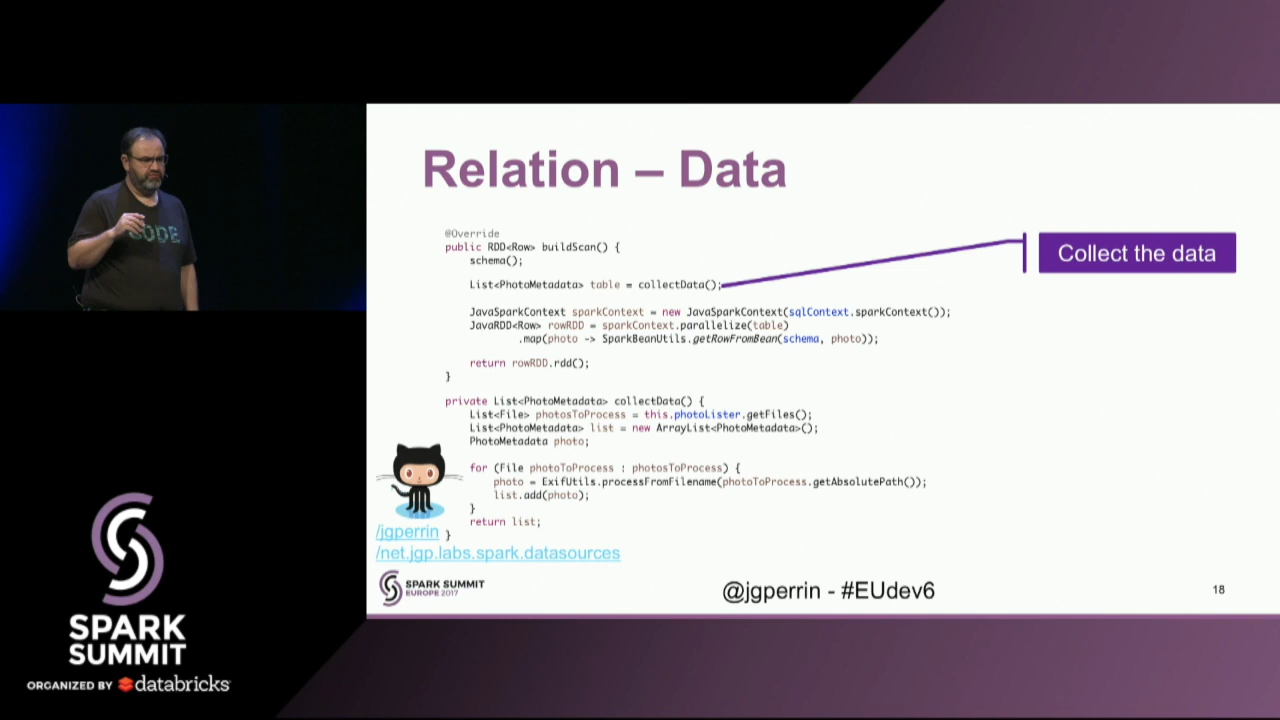 CODE
Relation – Data
@Override
public RDD<Row> buildScan() {
schema();
List<PhotoMetadata> table = collectData();
Collect the data
JavaSparkContext sparkContext = new JavaSparkContext(sqlContext.sparkContext());
JavaRDD<Row> rowRDD = sparkContext.parallelize(table)
.map(photo -> SparkBeanUtils.getRowFromBean(schema, photo));
return rowRDD.rdd();
}
private List<PhotoMetadata> collectData() {
List<File> photosToProcess = this.photoLister.getFiles();
List<PhotoMetadata> list = new ArrayList<PhotoMetadata>();
PhotoMetadata photo;
for (File photoToProcess : photosToProcess) {
photo = ExifUtils.processFromFilename(photoToProcess.getAbsolutePath());
list.add(photo);
}
return list;
}
/jgperrin
/net.jgp.labs.spark.datasources
SPARK SUMMIT
EUROPE 2017
@jgperrin - #EUdev6
18
SPARK
SUMMIT
ORGANIZED BY databricks